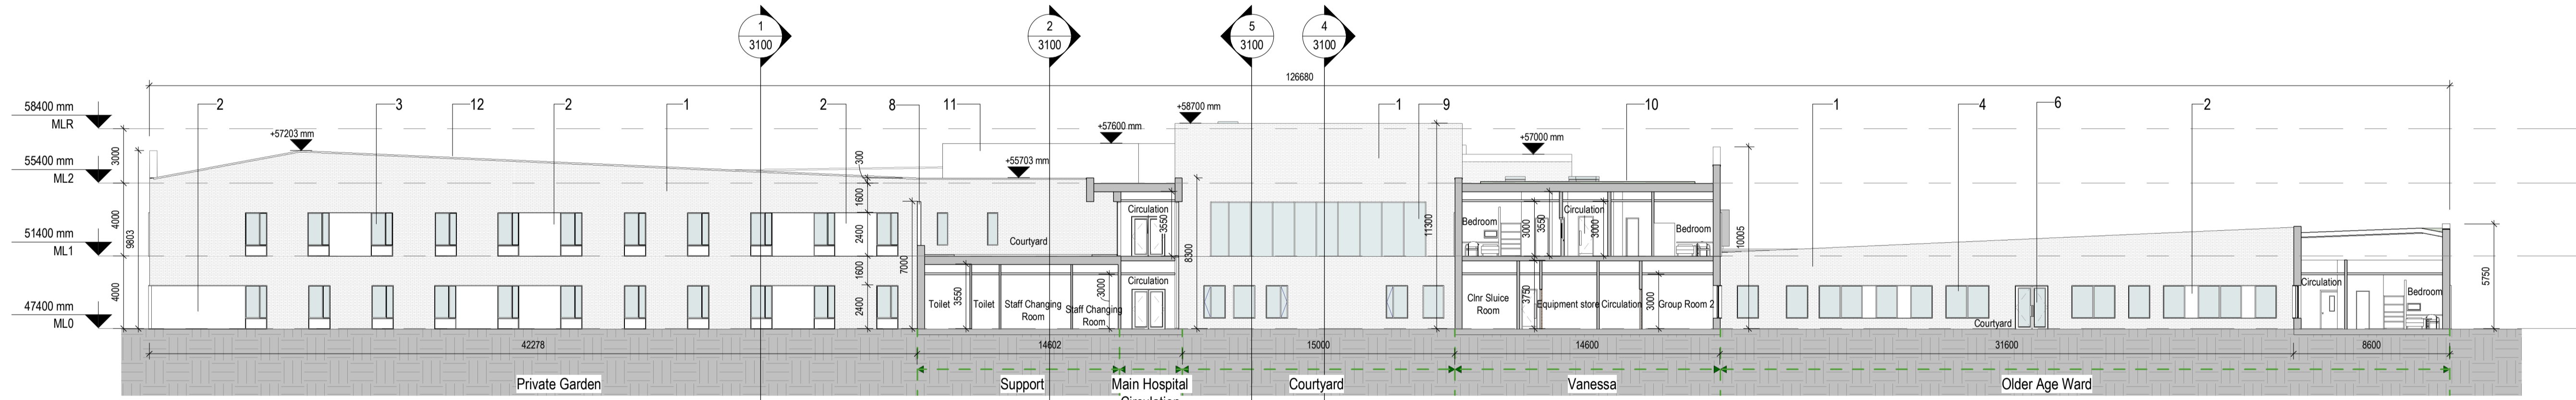 1
3100
2
3100
5
3100
4
3100
126680
58400 mm
MLR
55400 mm
ML2
51400 mm
ML1
47400 mm
ML0
2
3
12
2
1
2
8
11
1
9
10
1
4
6
2
+57203 mm
+55703 mm
+57600 mm
+58700 mm
+57000 mm
3000
4000
4000
9803
300
1600
2400
1600
2400
7000
3550
3000
3550
8300
11300
3000
3550
3000
3750
3000
10005
5750
Courtyard
Circulation
Bedroom
Circulation
Bedroom
Toilet
Toilet
Staff Changing
Room
Staff Changing
Room
Circulation
Clnr Sluice
Room
Equipment store
Circulation
Group Room 2
Courtyard
Circulation
Bedroom
42278
14602
15000
14600
31600
8600
Private Garden
Support
Main Hospital
Circulation
Courtyard
Vanessa
Older Age Ward